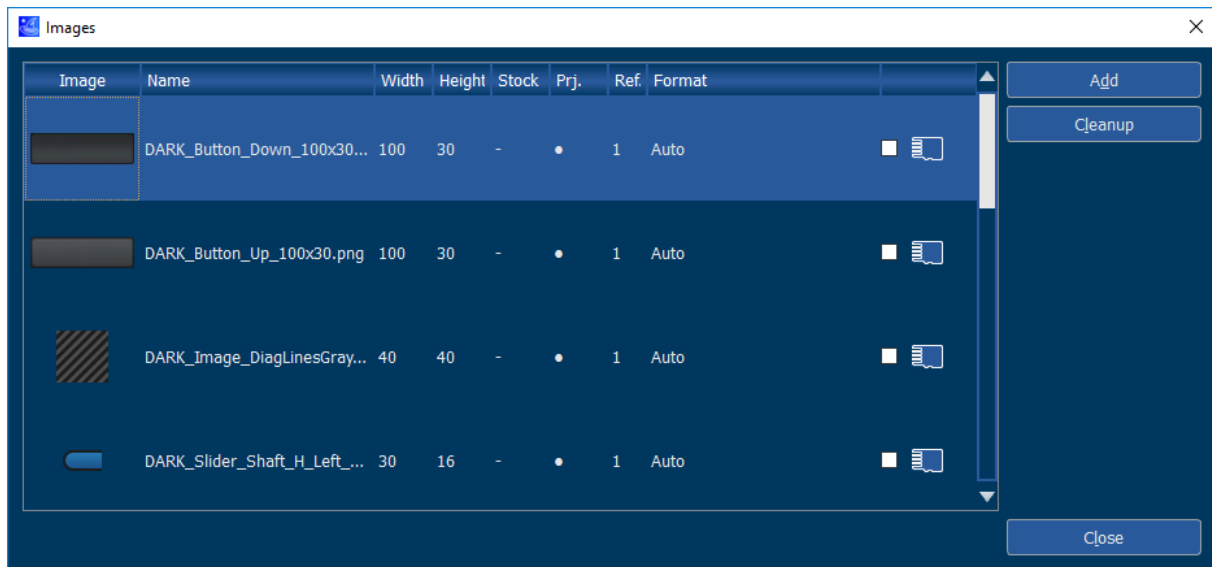 Images
Image Name Width Height Stock Prj. Ref. Format
DARK_Button_Down_100x30... 100 30 - • 1 Auto
DARK_Button_Up_100x30.png 100 30 - • 1 Auto
DARK_Image_DiagLinesGray... 40 40 - • 1 Auto
DARK_Slider_Shaft_H_Left_... 30 16 - • 1 Auto
Add
Cleanup
Close